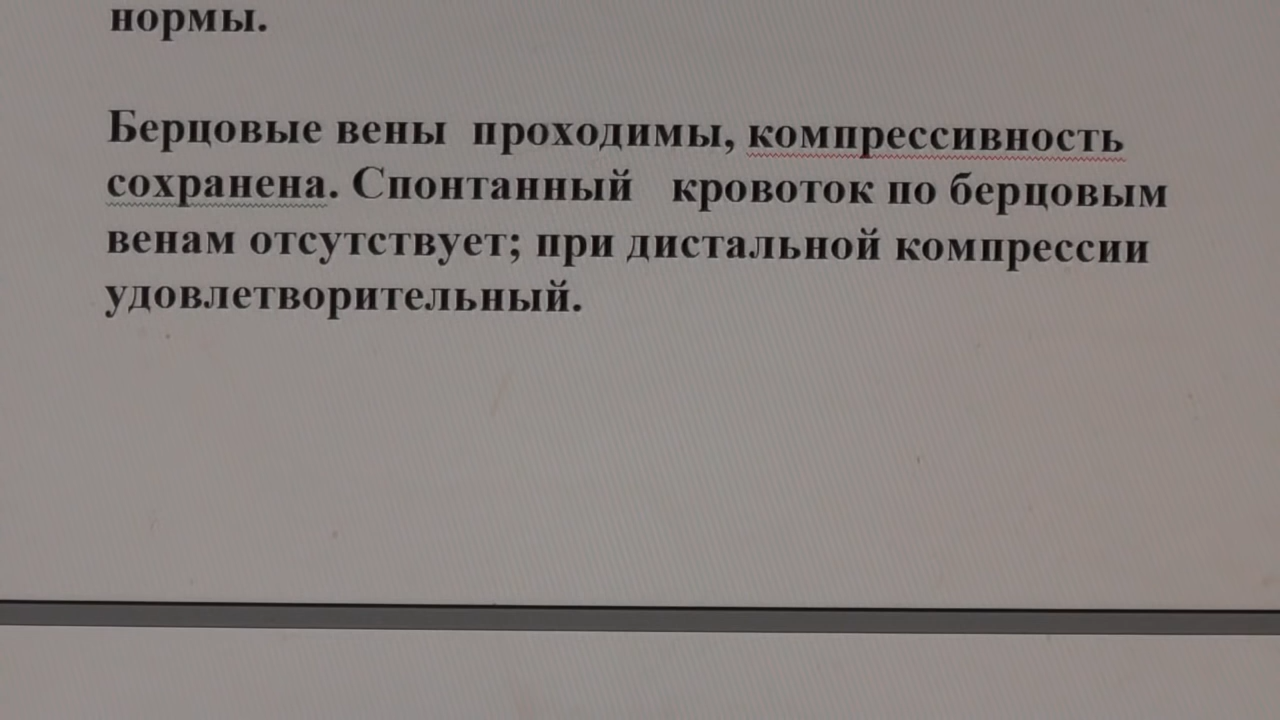 нормы.
Берцовые вены проходимы, компрессивность
сохранена. Спонтанный кровоток по берцовым
венам отсутствует; при дистальной компрессии
удовлетворительный.